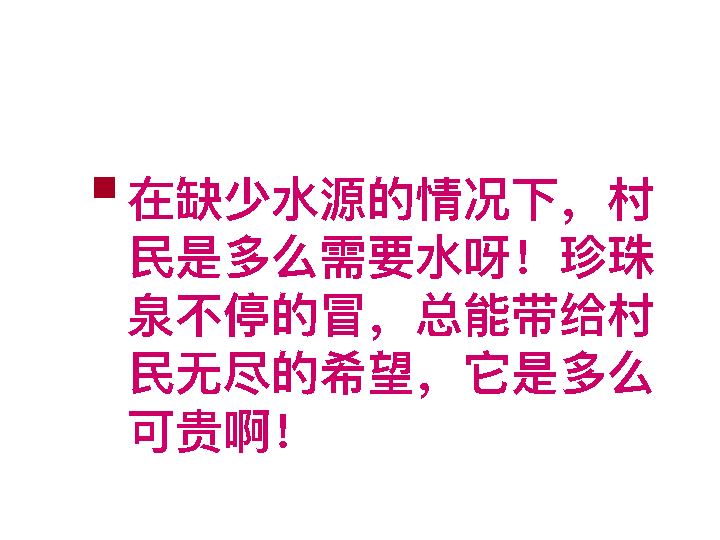 在缺少水源的情况下，村
民是多么需要水呀！珍珠
泉不停的冒，总能带给村
民无尽的希望，它是多么
可贵啊！